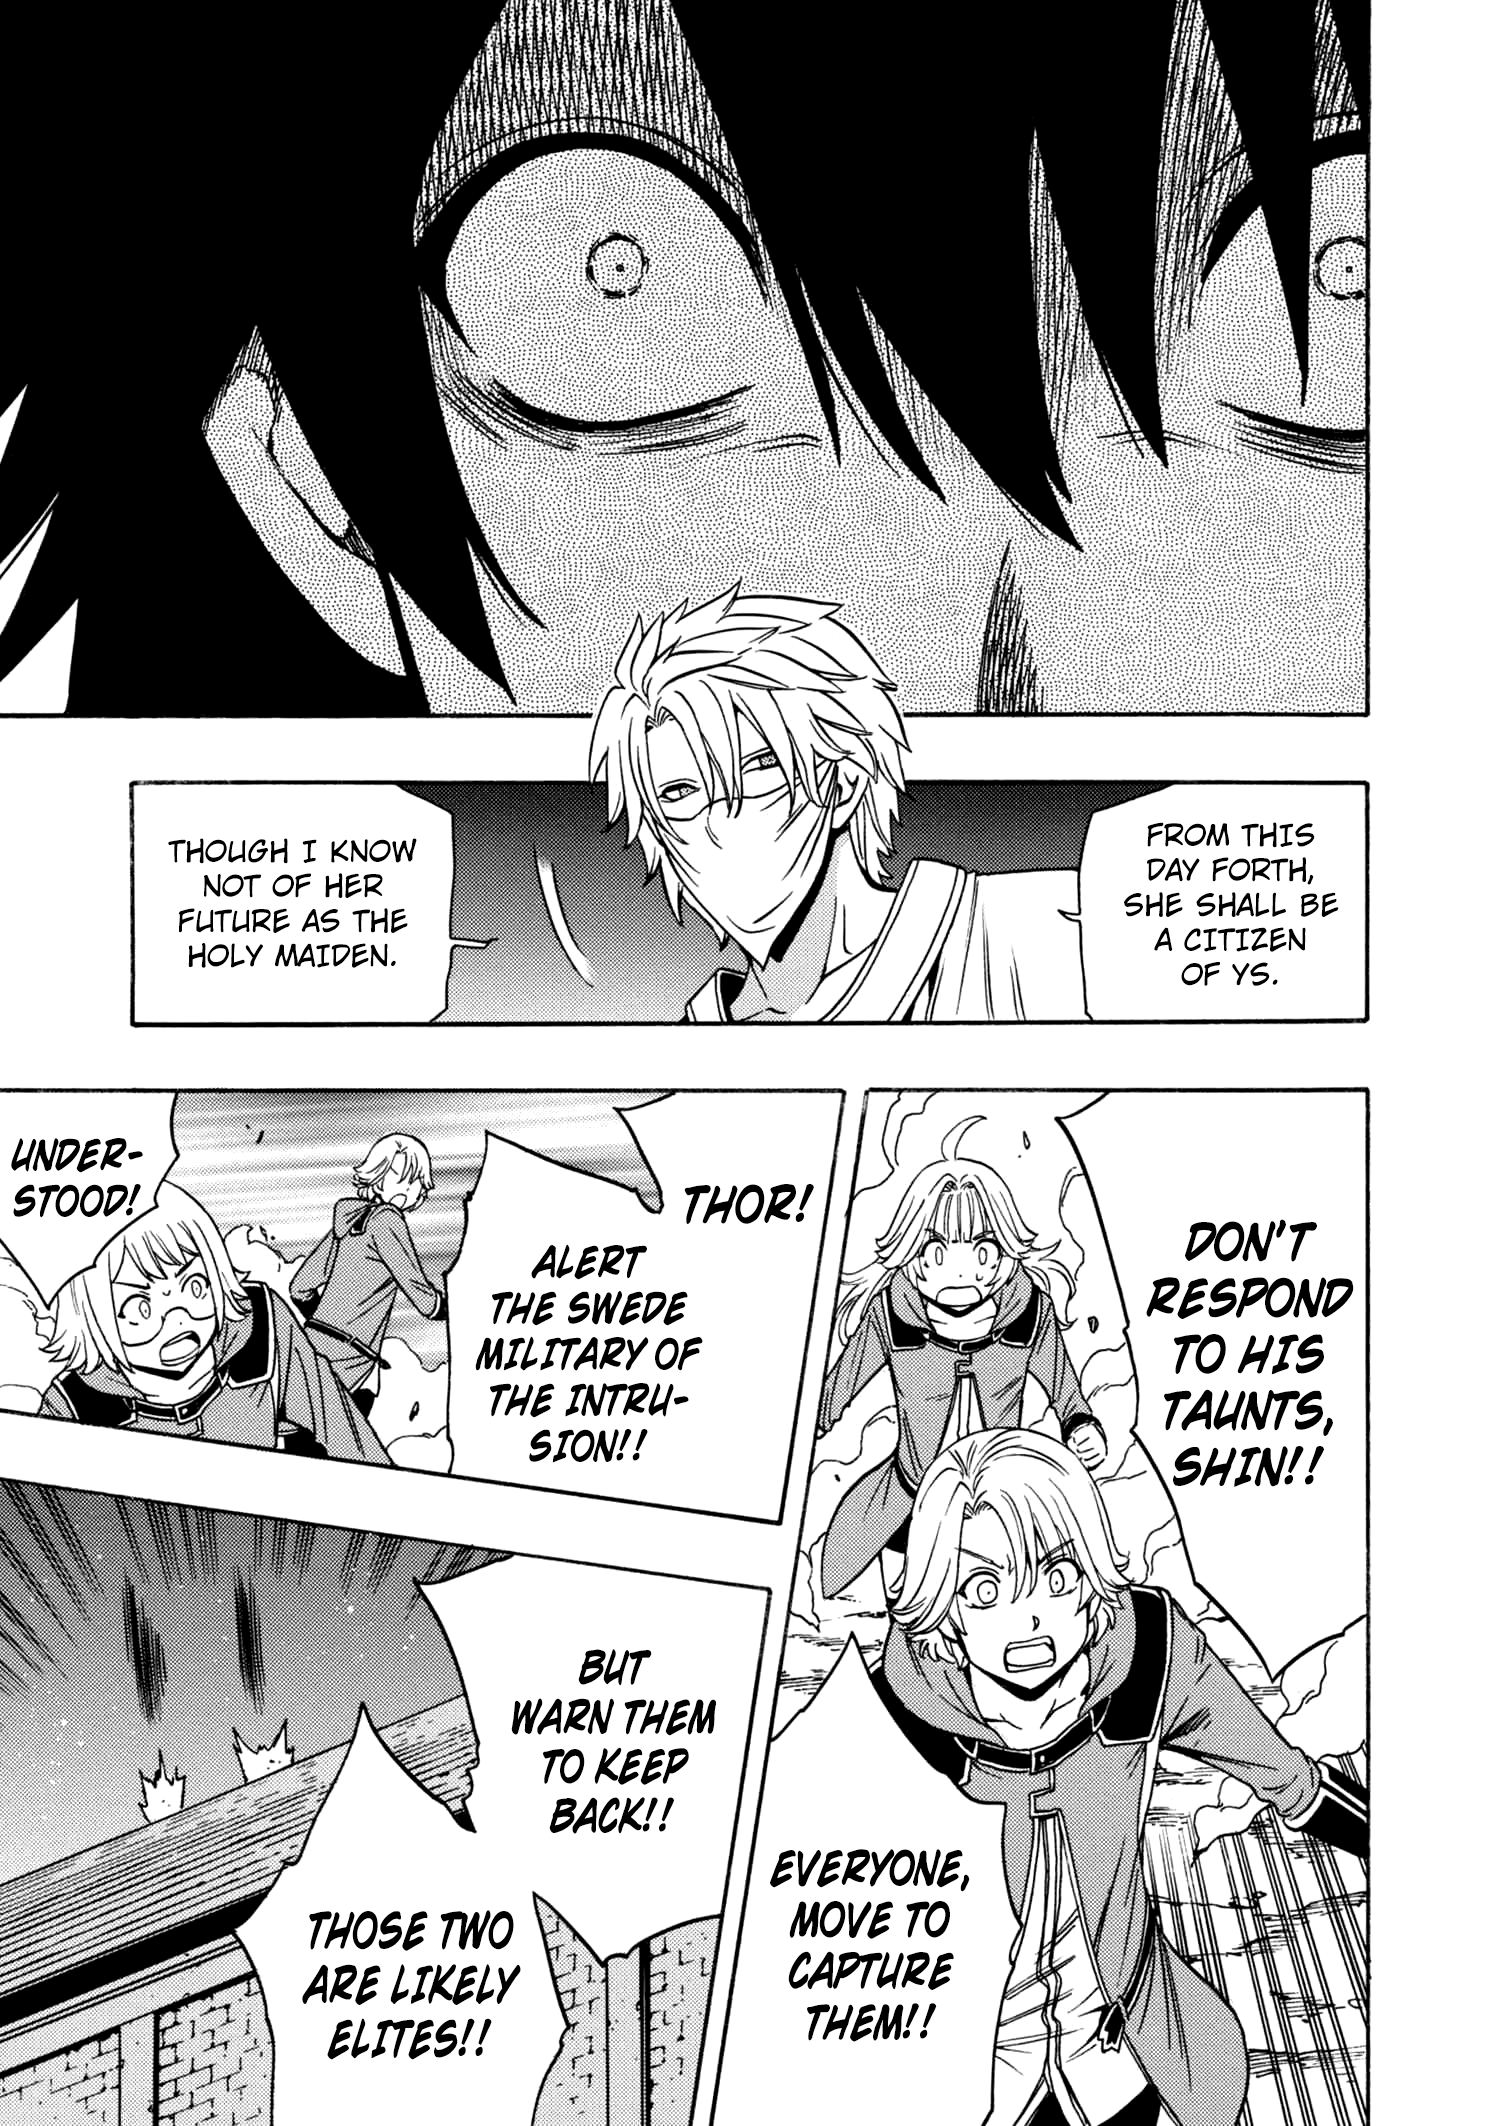 FROM THIS
DAY FORTH,
SHE SHALL BE
A CITIZEN
OF YS.
THOUGH I KNOW
NOT OF HER
FUTURE AS THE
HOLY MAIDEN.
DON'T
RESPOND
TO HIS
TAUNTS,
SHIN!!
EVERYONE,
MOVE TO
CAPTURE
THEM!!
THOR!
ALERT
THE SWEDE
MILITARY OF
THE INTRU-
SION!!
UNDER-
STOOD!
BUT
WARN THEM
TO KEEP
BACK!!
THOSE TWO
ARE LIKELY
ELITES!!